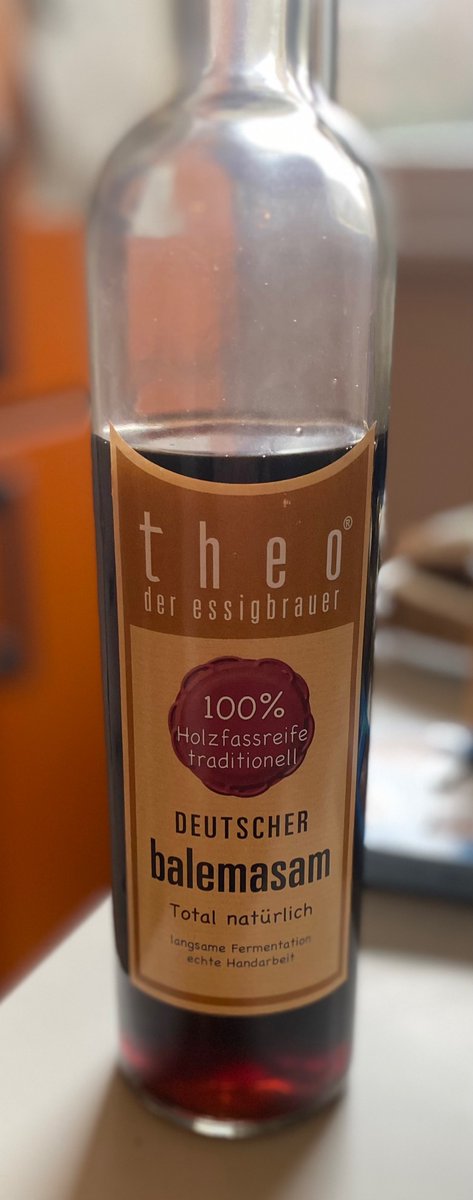 theo®
der essigbrauer
100%
Holzfassreife
traditionell
DEUTSCHER
balemasam
Total natürlich
langsame Fermentation
echte Handarbeit